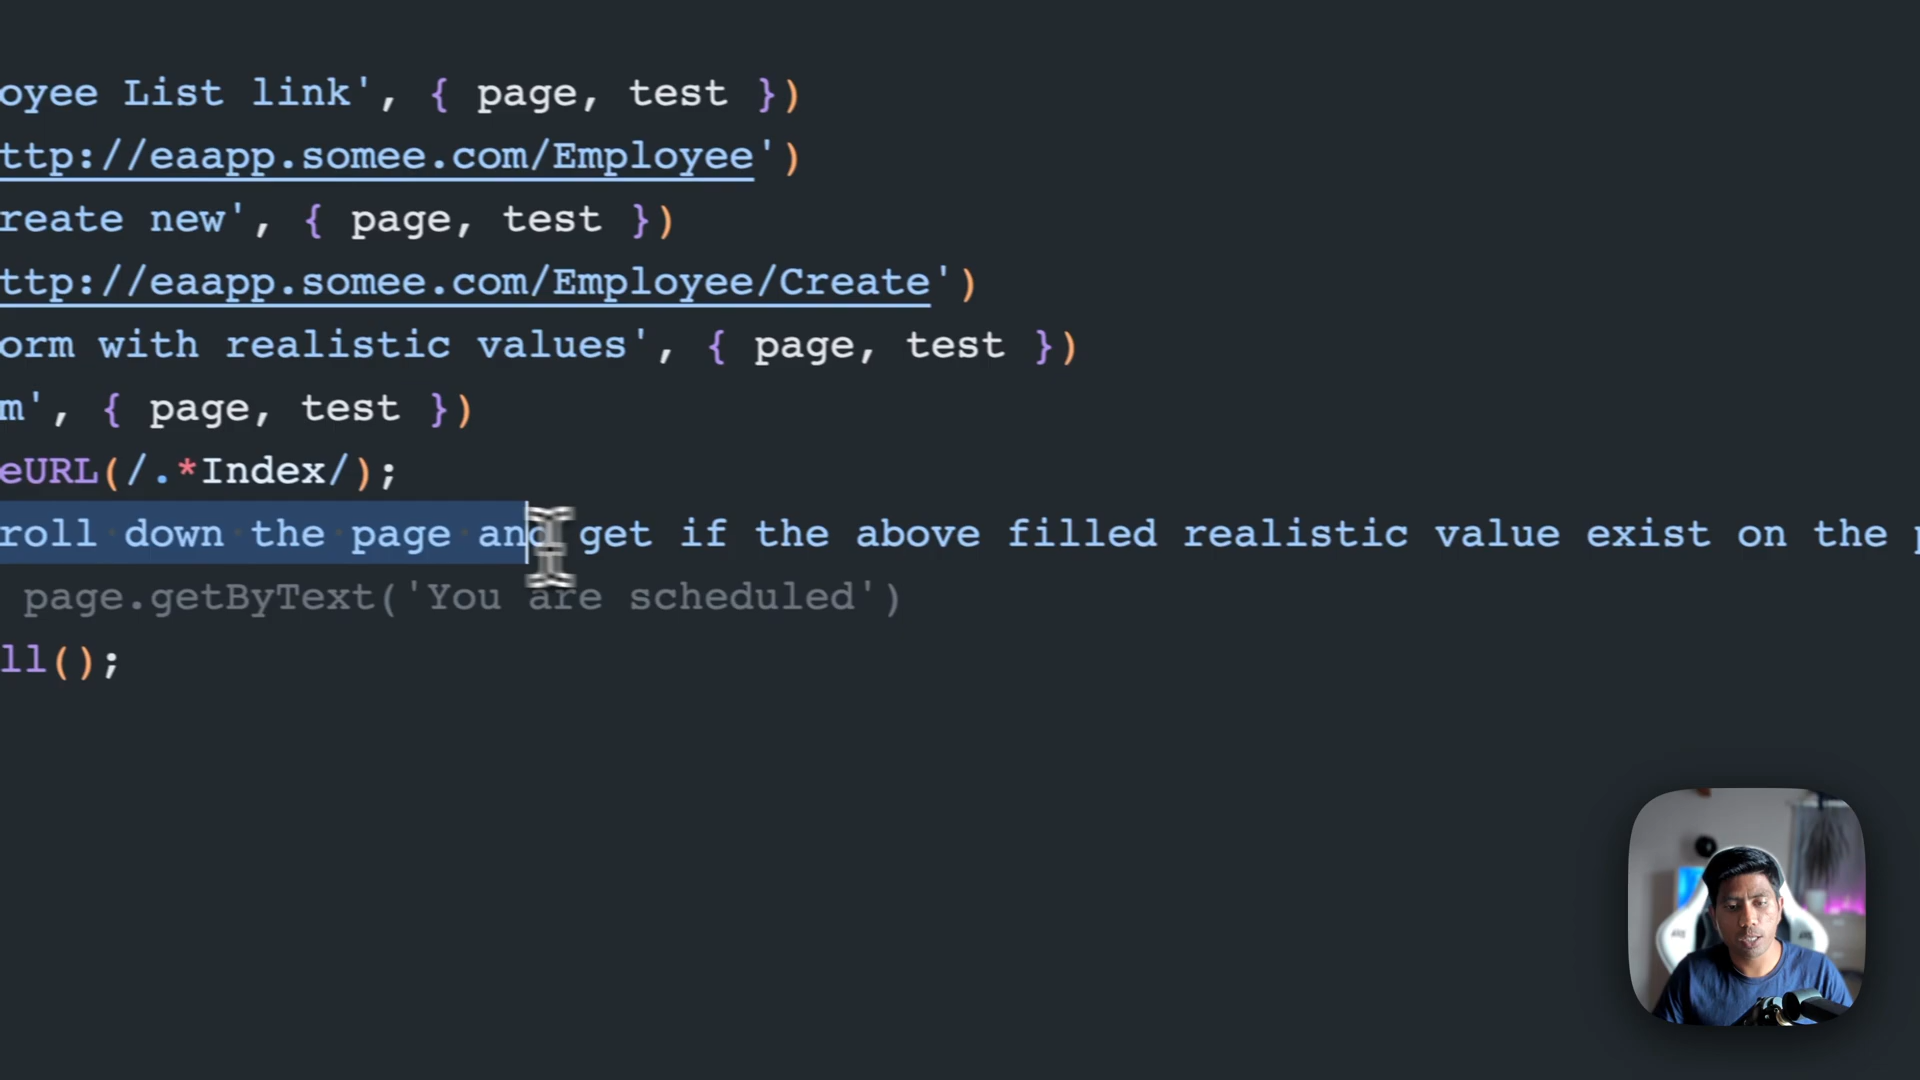 oyee List link', { page, test })
ttp://eaapp.somee.com/Employee')
reate new', { page, test })
ttp://eaapp.somee.com/Employee/Create')
orm with realistic values', { page, test })
m', { page, test })
eURL(/.*Index/);
roll down the page and get if the above filled realistic value exist on the p
page.getByText('You are scheduled')
ll();